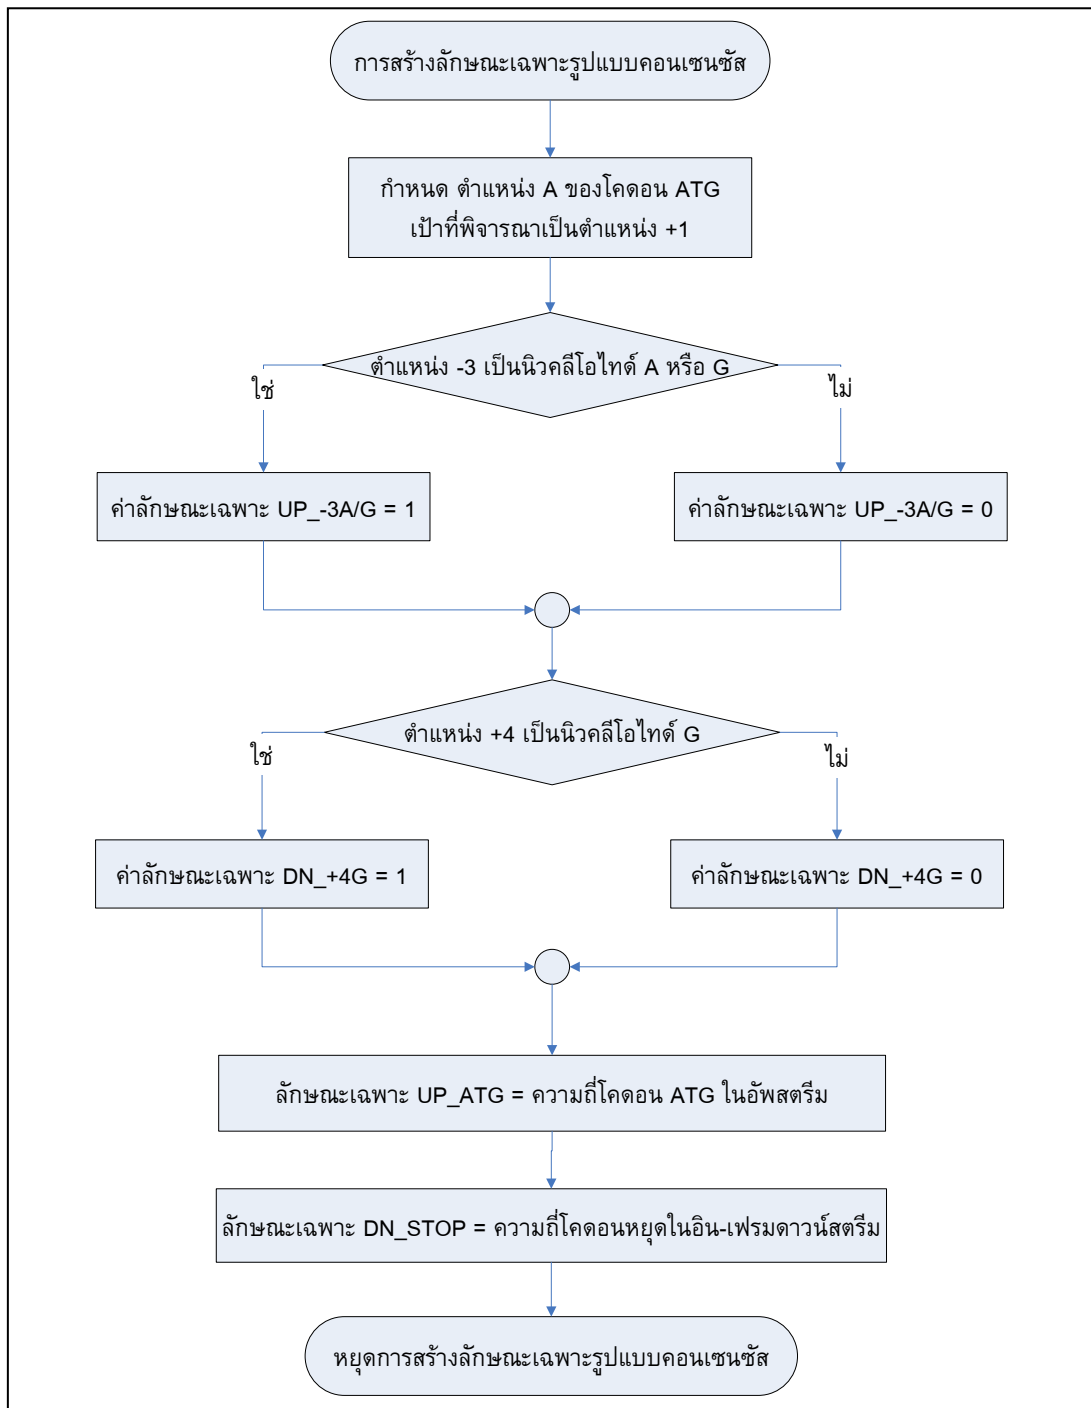 การสร้างลักษณะเฉพาะรูปแบบคอนเซนซัส
กำหนด ตำแหน่ง A ของโคดอน ATG
เป้าที่พิจารณาเป็นตำแหน่ง +1
ตำแหน่ง -3 เป็นนิวคลีโอไทด์ A หรือ G
ใช่
ไม่
ค่าลักษณะเฉพาะ UP_-3A/G = 1
ค่าลักษณะเฉพาะ UP_-3A/G = 0
ตำแหน่ง +4 เป็นนิวคลีโอไทด์ G
ใช่
ไม่
ค่าลักษณะเฉพาะ DN_+4G = 1
ค่าลักษณะเฉพาะ DN_+4G = 0
ลักษณะเฉพาะ UP_ATG = ความถี่โคดอน ATG ในอัพสตรีม
ลักษณะเฉพาะ DN_STOP = ความถี่โคดอนหยุดในอิน-เฟรมดาวน์สตรีม
หยุดการสร้างลักษณะเฉพาะรูปแบบคอนเซนซัส